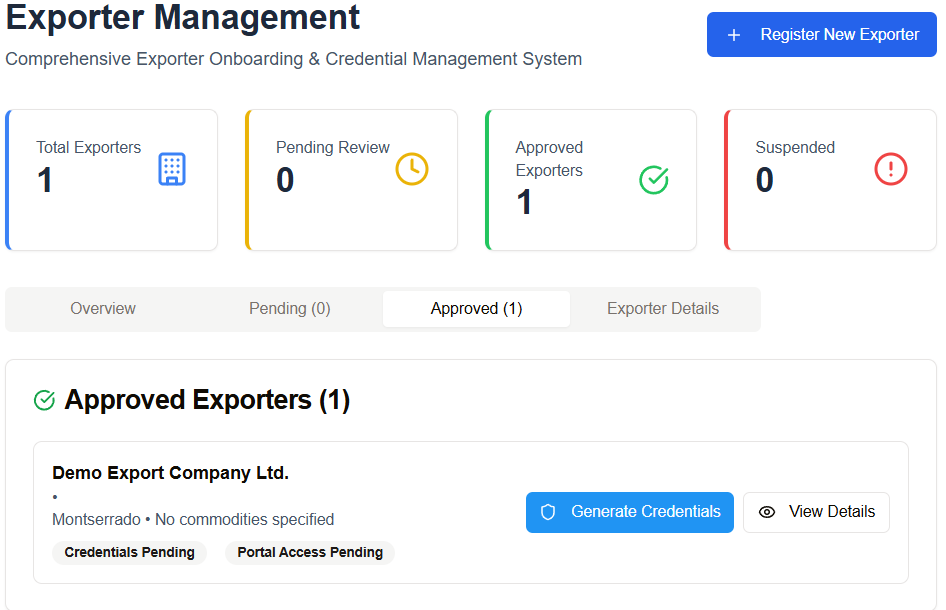 Exporter Management
Comprehensive Exporter Onboarding & Credential Management System
+ Register New Exporter
Total Exporters
1
Pending Review
0
Approved
Exporters
1
Suspended
0
Overview
Pending (0)
Approved (1)
Exporter Details
Approved Exporters (1)
Demo Export Company Ltd.
•
Montserrado • No commodities specified
Credentials Pending
Portal Access Pending
Generate Credentials
View Details